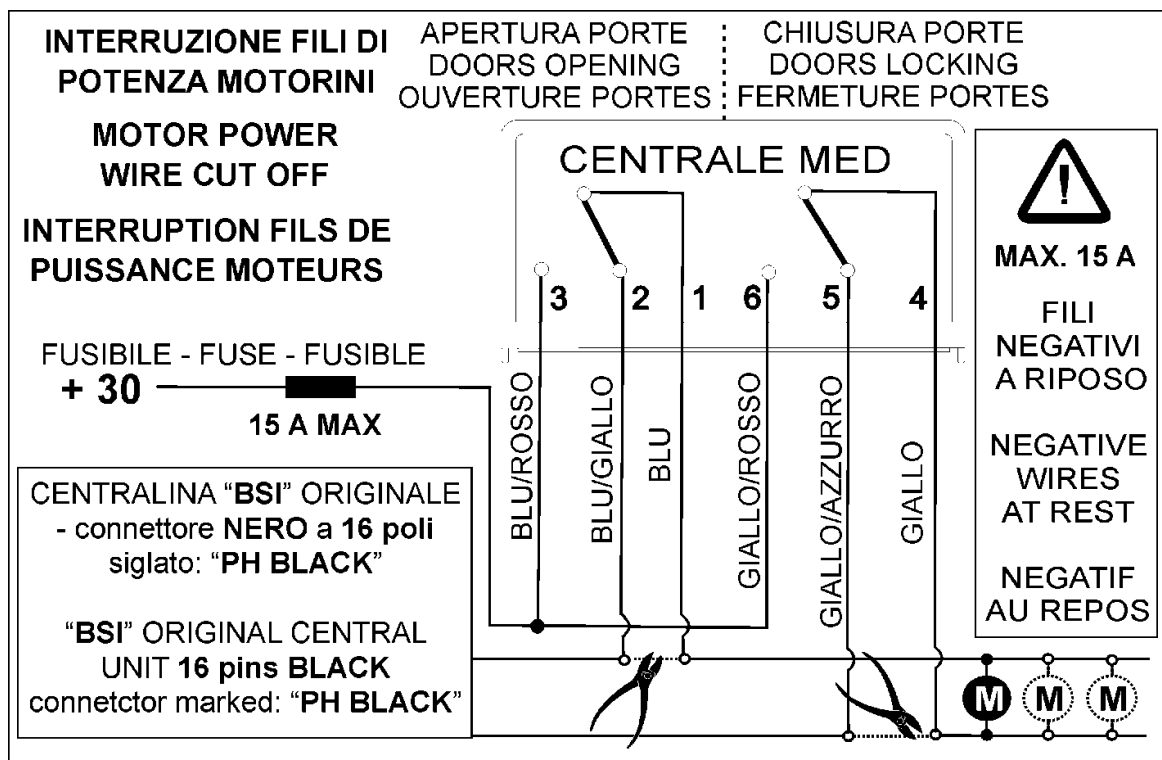 INTERRUZIONE FILI DI
POTENZA MOTORINI
MOTOR POWER
WIRE CUT OFF
INTERRUPTION FILS DE
PUISSANCE MOTEURS
APERTURA PORTE
DOORS OPENING
OUVERTURE PORTES
CHIUSURA PORTE
DOORS LOCKING
FERMETURE PORTES
CENTRALE MED
3
2
1
6
5
4
BLU/ROSSO
BLU/GIALLO
BLU
GIALLO/ROSSO
GIALLO/AZZURRO
GIALLO
FUSIBILE - FUSE - FUSIBLE
+ 30
15 A MAX
CENTRALINA “BSI” ORIGINALE
- connettore NERO a 16 poli
siglato: “PH BLACK”
“BSI” ORIGINAL CENTRAL
UNIT 16 pins BLACK
connetctor marked: “PH BLACK”
!
MAX. 15 A
FILI
NEGATIVI
A RIPOSO
NEGATIVE
WIRES
AT REST
NEGATIF
AU REPOS
M
M
M